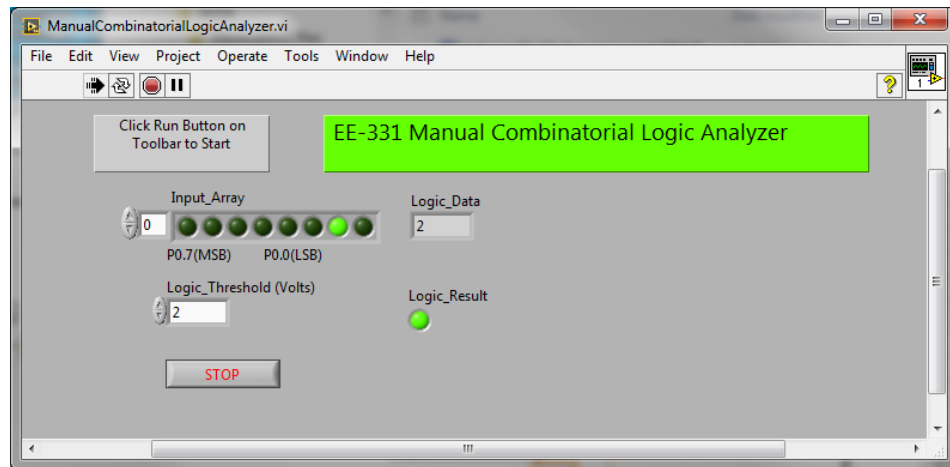 ManualCombinatorialLogicAnalyzer.vi
File Edit View Project Operate Tools Window Help
?
1
Click Run Button on
Toolbar to Start
EE-331 Manual Combinatorial Logic Analyzer
Input_Array
Logic_Data
0
2
P0.7(MSB) P0.0(LSB)
Logic_Threshold (Volts)
Logic_Result
2
STOP